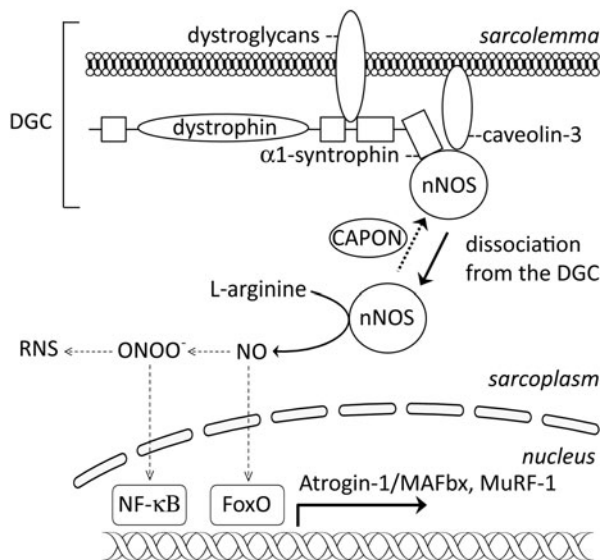 dystroglycans
sarcolemma
DGC
dystrophin
caveolin-3
α1-syntrophin
nNOS
CAPON
dissociation
from the DGC
L-arginine
nNOS
RNS
ONOO⁻
NO
sarcoplasm
nucleus
Atrogin-1/MAFbx, MuRF-1
NF-κB
FoxO